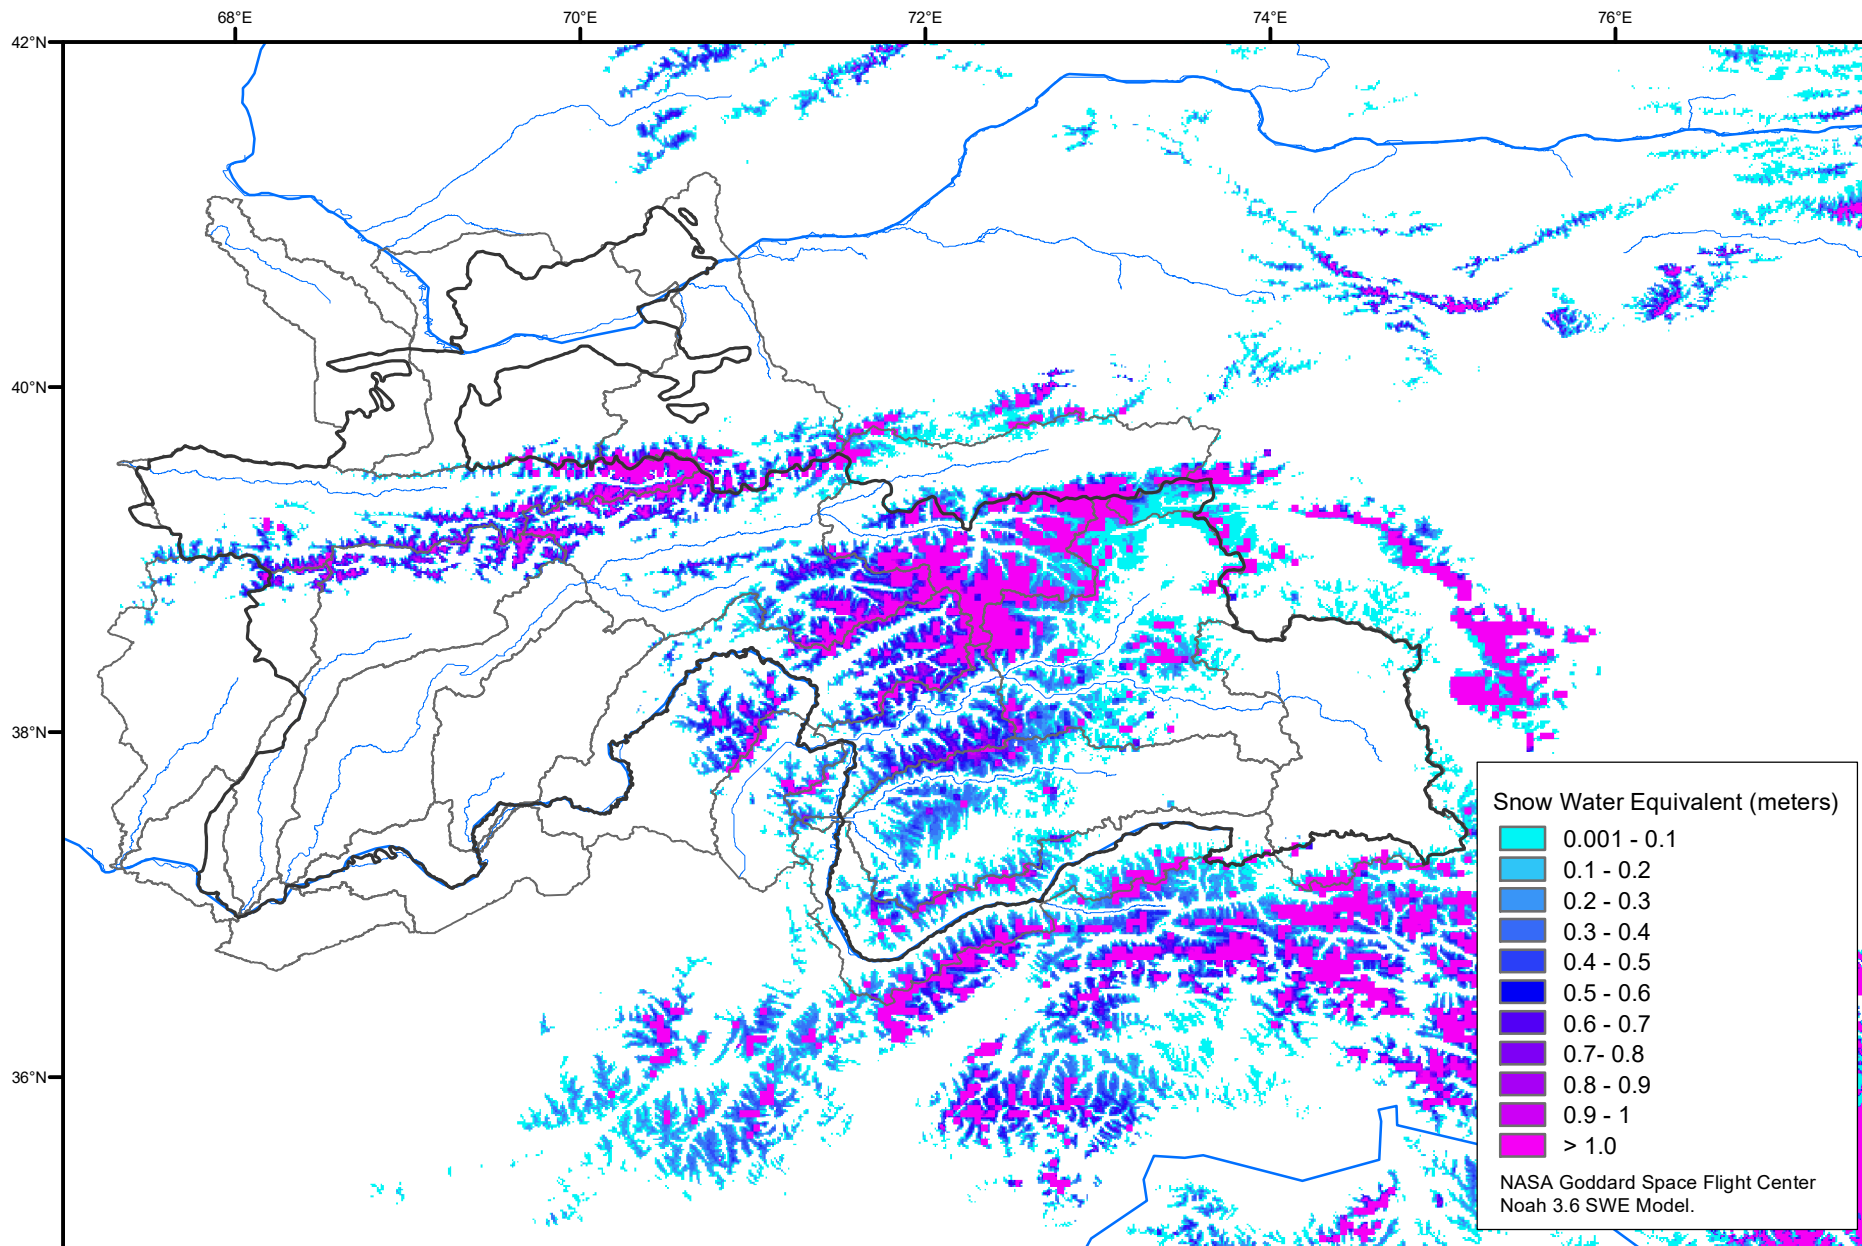 68°E 70°E 72°E 74°E 76°E
42°N
40°N
38°N
36°N
Snow Water Equivalent (meters)
0.001 - 0.1
0.1 - 0.2
0.2 - 0.3
0.3 - 0.4
0.4 - 0.5
0.5 - 0.6
0.6 - 0.7
0.7- 0.8
0.8 - 0.9
0.9 - 1
> 1.0
NASA Goddard Space Flight Center
Noah 3.6 SWE Model.